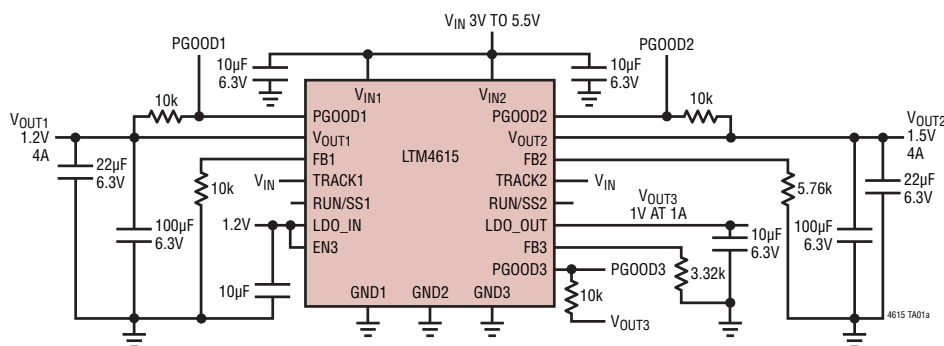 V_IN 3V TO 5.5V
PGOOD1
PGOOD2
10µF
6.3V
10µF
6.3V
V_IN1
V_IN2
10k
PGOOD1
PGOOD2
10k
V_OUT1
1.2V
4A
V_OUT1
V_OUT2
V_OUT2
1.5V
4A
LTM4615
22µF
6.3V
FB1
FB2
10k
V_IN
TRACK1
TRACK2
V_IN
5.76k
22µF
6.3V
RUN/SS1
RUN/SS2
V_OUT3
1V AT 1A
100µF
6.3V
1.2V
LDO_IN
LDO_OUT
10µF
6.3V
100µF
6.3V
EN3
FB3
3.32k
10µF
PGOOD3
PGOOD3
10k
GND1
GND2
GND3
V_OUT3
4615 TA01a